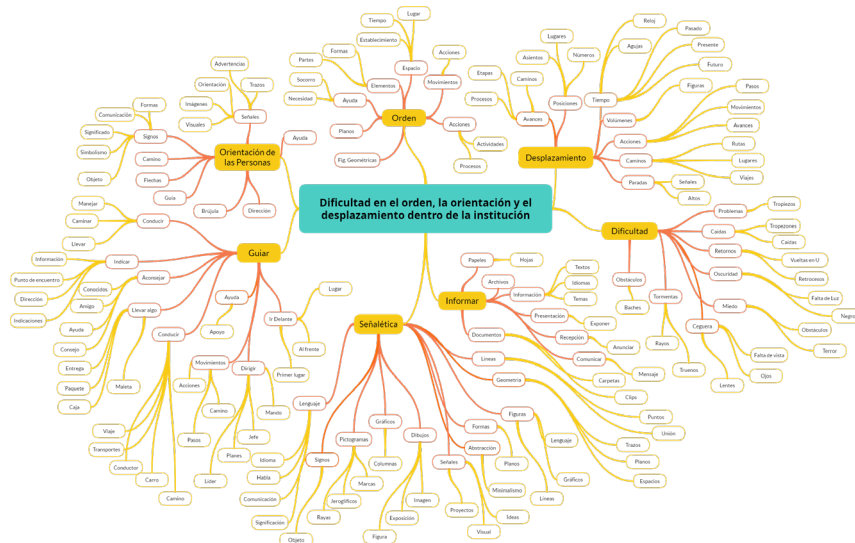 Dificultad en el orden, la orientación y el
desplazamiento dentro de la institución
Orden
Espacio
Lugar
Tiempo
Establecimiento
Elementos
Formas
Partes
Ayuda
Socorro
Necesidad
Planos
Fig. Geométricas
Movimientos
Acciones
Acciones
Actividades
Procesos
Desplazamiento
Avances
Etapas
Procesos
Caminos
Posiciones
Asientos
Lugares
Números
Tiempo
Reloj
Agujas
Pasado
Presente
Futuro
Volúmenes
Figuras
Acciones
Pasos
Movimientos
Avances
Caminos
Rutas
Lugares
Viajes
Paradas
Señales
Altos
Dificultad
Problemas
Tropiezos
Caídas
Tropezones
Caídas
Retornos
Vueltas en U
Retrocesos
Oscuridad
Falta de Luz
Negro
Miedo
Obstáculos
Terror
Ceguera
Falta de vista
Ojos
Lentes
Tormentas
Rayos
Truenos
Obstáculos
Baches
Informar
Papeles
Hojas
Archivos
Información
Textos
Idiomas
Temas
Presentación
Exponer
Recepción
Anunciar
Comunicar
Mensaje
Documentos
Carpetas
Clips
Señalética
Líneas
Puntos
Unión
Trazos
Geometría
Planos
Espacios
Figuras
Lenguaje
Gráficos
Líneas
Formas
Planos
Abstracción
Minimalismo
Ideas
Visual
Señales
Proyectos
Dibujos
Imagen
Exposición
Figura
Gráficos
Columnas
Pictogramas
Marcas
Jeroglíficos
Signos
Rayas
Objeto
Lenguaje
Idioma
Habla
Comunicación
Significación
Guiar
Conducir
Manejar
Caminar
Llevar
Indicar
Información
Punto de encuentro
Dirección
Indicaciones
Aconsejar
Conocidos
Amigo
Llevar algo
Ayuda
Consejo
Entrega
Paquete
Caja
Maleta
Conducir
Viaje
Transportes
Conductor
Carro
Camino
Ayuda
Apoyo
Movimientos
Acciones
Pasos
Camino
Dirigir
Líder
Planes
Jefe
Mando
Ir Delante
Lugar
Al frente
Primer lugar
Orientación de
las Personas
Señales
Advertencias
Orientación
Trazos
Imágenes
Visuales
Signos
Formas
Comunicación
Significado
Simbolismo
Objeto
Camino
Flechas
Guía
Brújula
Dirección
Ayuda